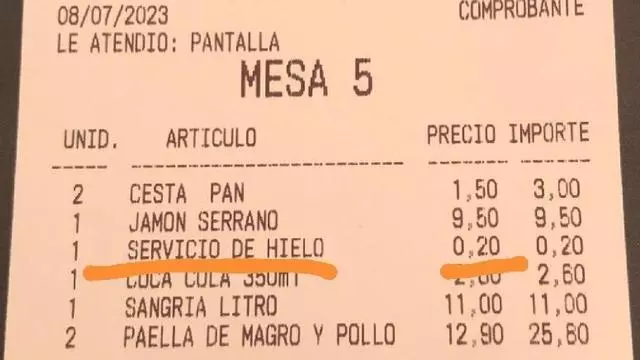 08/07/2023 COMPROBANTE
LE ATENDIO: PANTALLA
MESA 5
UNID. ARTICULO PRECIO IMPORTE
2 CESTA PAN 1,50 3,00
1 JAMON SERRANO 9,50 9,50
1 SERVICIO DE HIELO 0,20 0,20
1 COCA COLA 350ml 2,60 2,60
1 SANGRIA LITRO 11,00 11,00
2 PAELLA DE MAGRO Y POLLO 12,90 25,80